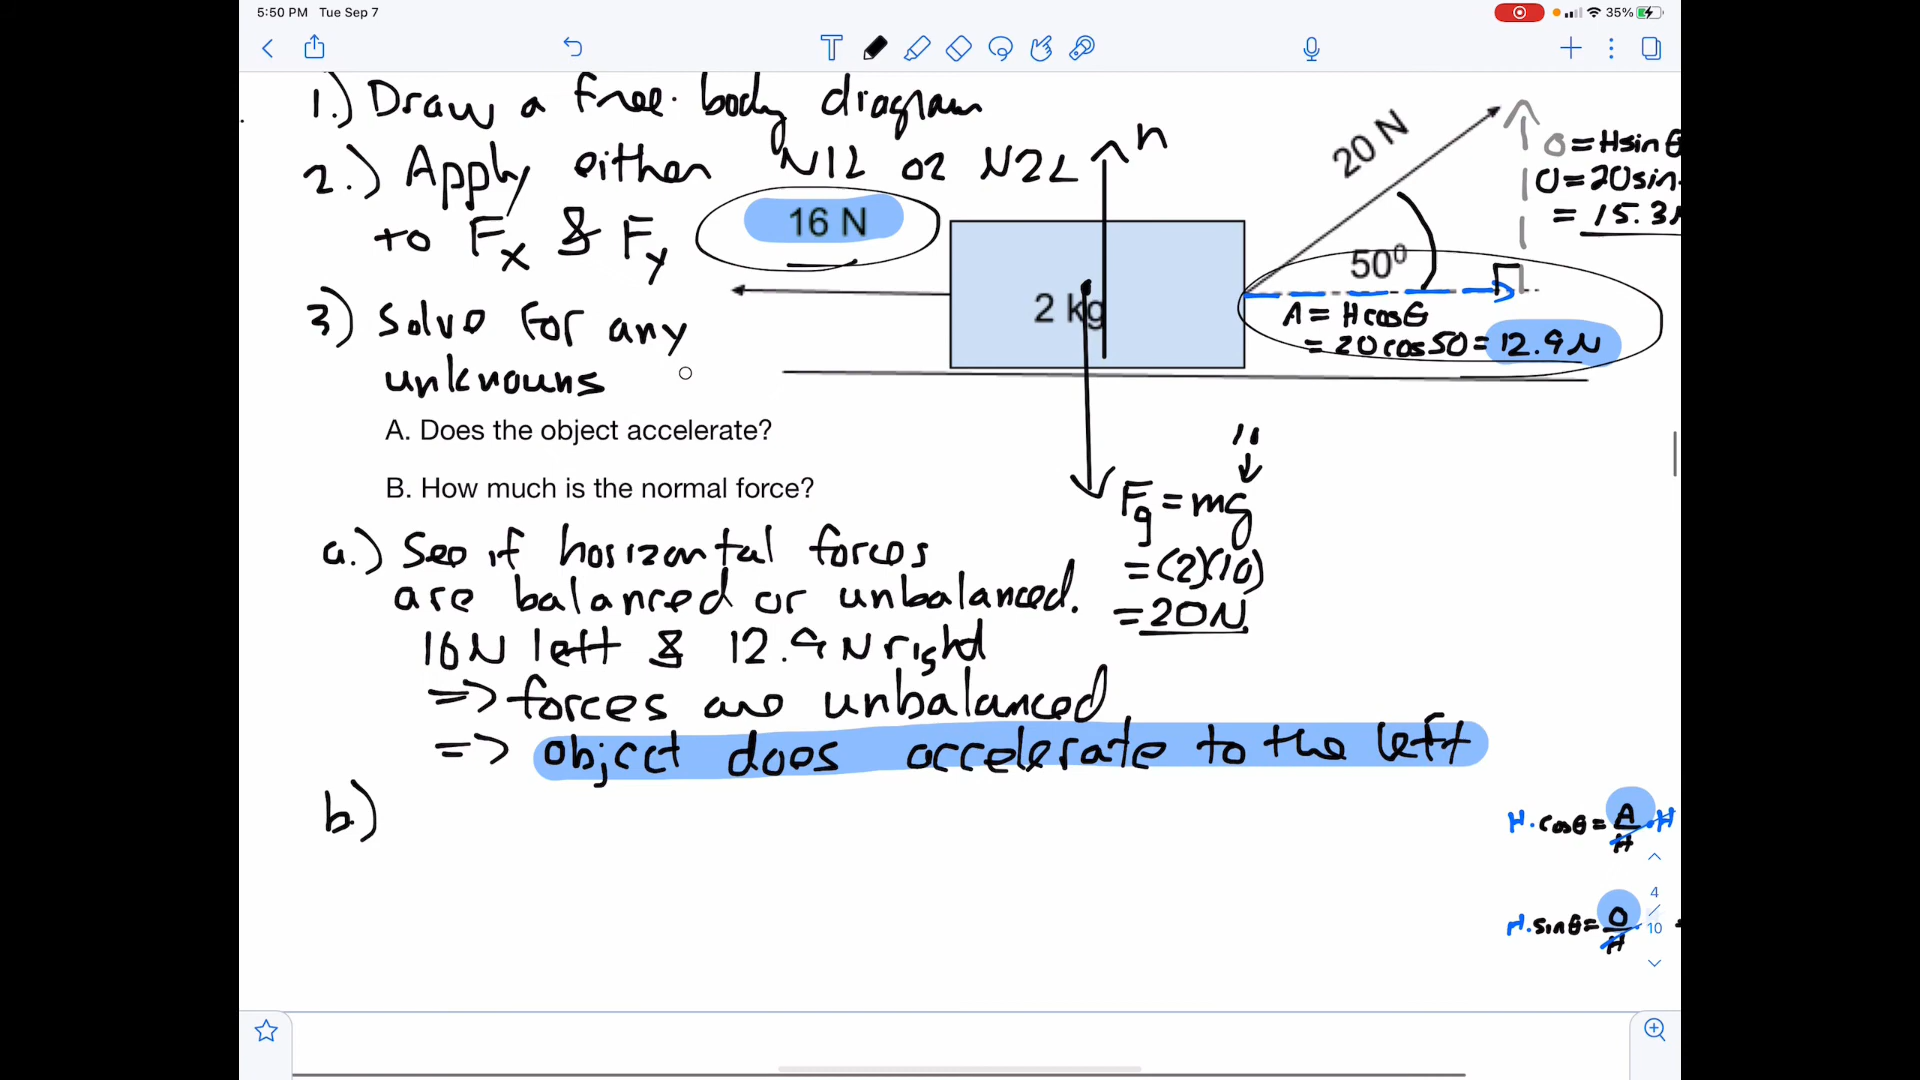 5:50 PM Tue Sep 7
35%
1.) Draw a free-body diagram
2.) Apply either N1L or N2L
to Fx & Fy
3) Solve for any
unknowns
n
16 N
2 kg
20 N
50⁰
O = Hsin θ
O = 20sin
= 15.3
A = H cos θ
= 20 cos 50 = 12.9 N
A. Does the object accelerate?
B. How much is the normal force?
Fg = mg
= (2)(10)
= 20N
a.) See if horizontal forces
are balanced or unbalanced.
16N left & 12.9 N right
=> forces are unbalanced
=> object does accelerate to the left
b.)
H · cos θ = A/H · H
H · sin θ = O/H
4/10